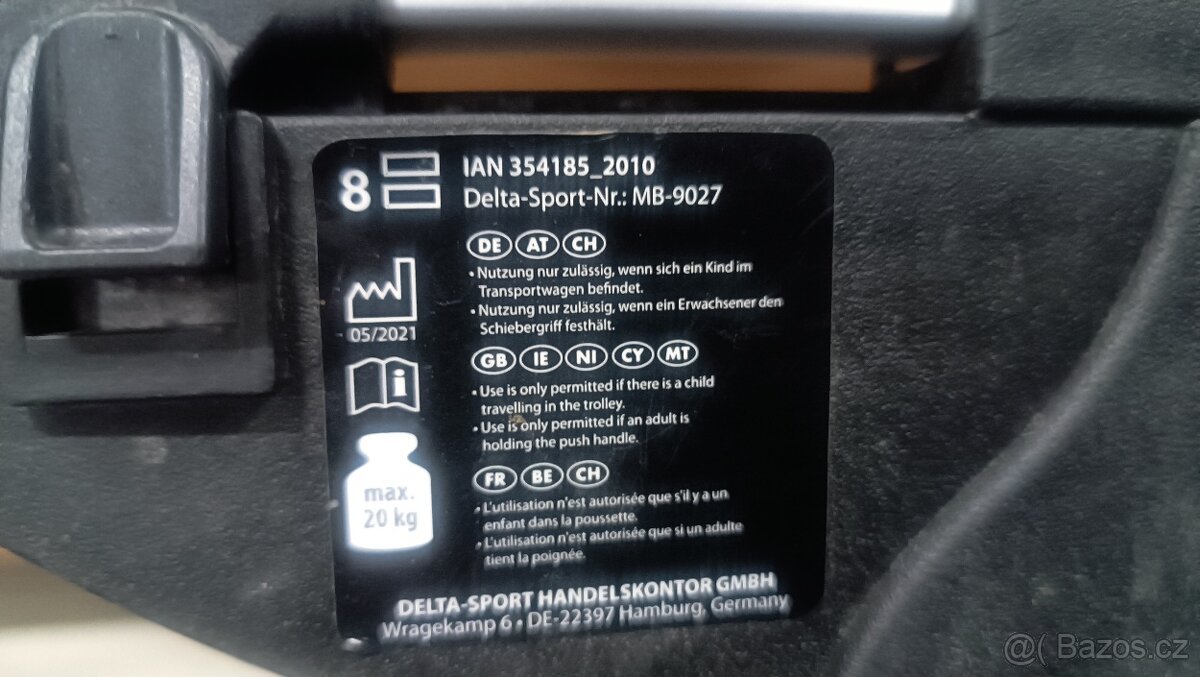 8
IAN 354185_2010
Delta-Sport-Nr.: MB-9027
05/2021
i
max.
20 kg
DE AT CH
• Nutzung nur zulässig, wenn sich ein Kind im
Transportwagen befindet.
• Nutzung nur zulässig, wenn ein Erwachsener den
Schiebergriff festhält.
GB IE NI CY MT
• Use is only permitted if there is a child
travelling in the trolley.
• Use is only permitted if an adult is
holding the push handle.
FR BE CH
• L'utilisation n'est autorisée que s'il y a un
enfant dans la poussette.
• L'utilisation n'est autorisée que si un adulte
tient la poignée.
DELTA-SPORT HANDELSKONTOR GMBH
Wragekamp 6 • DE-22397 Hamburg, Germany
@( Bazos.cz